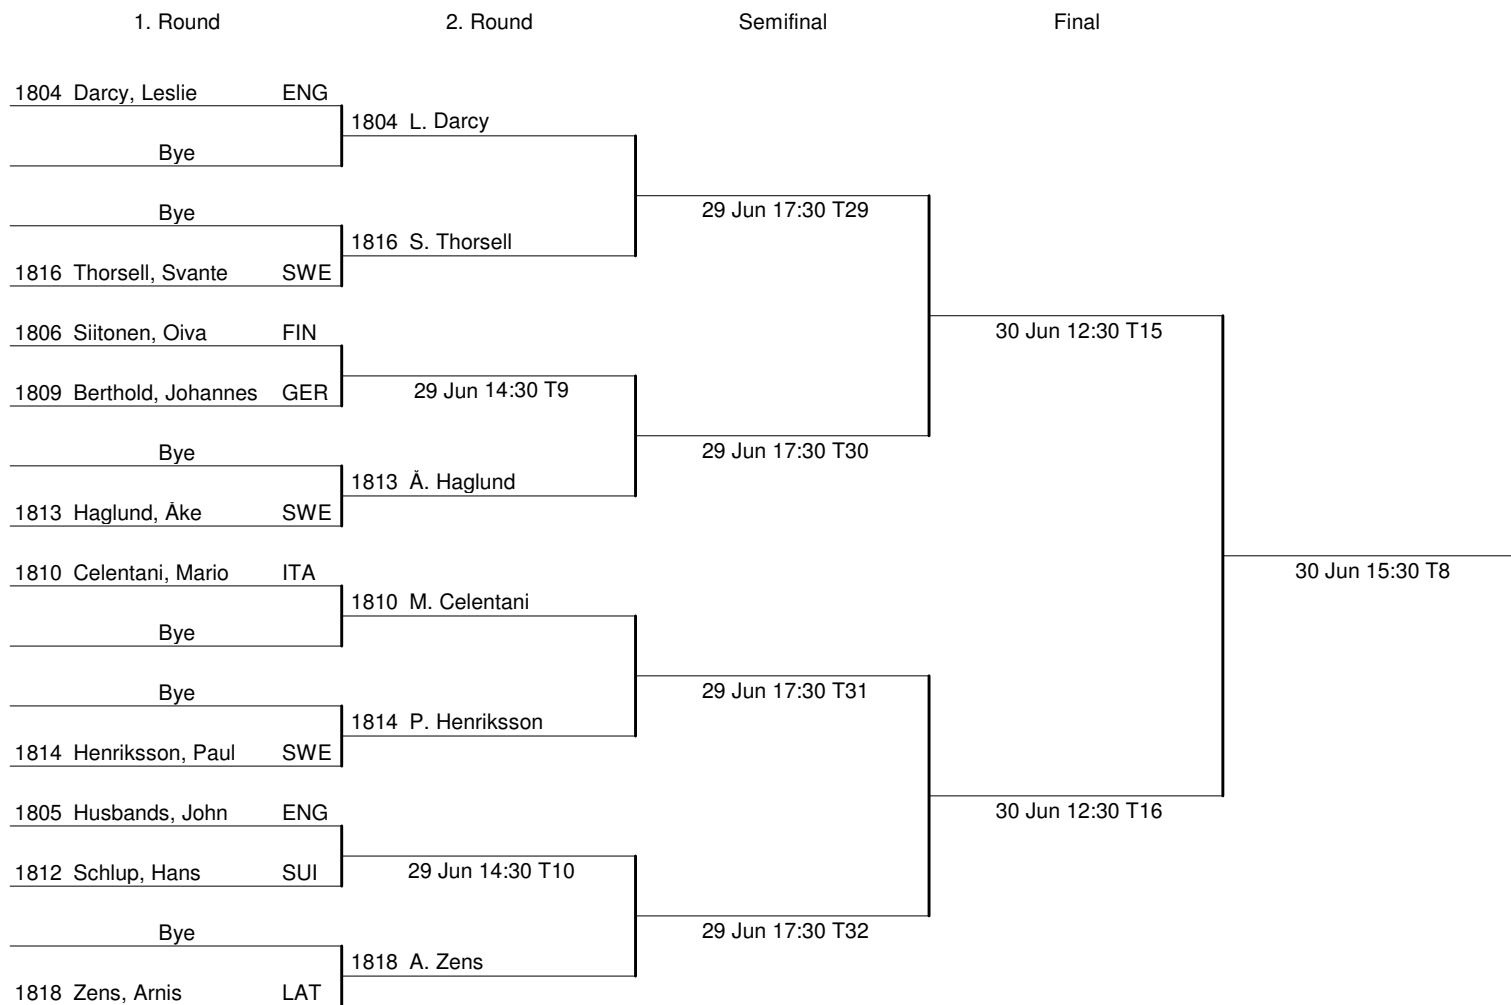 1. Round 2. Round Semifinal Final
1804 Darcy, Leslie ENG
1804 L. Darcy
Bye
29 Jun 17:30 T29
Bye
1816 S. Thorsell
1816 Thorsell, Svante SWE
30 Jun 12:30 T15
1806 Siitonen, Oiva FIN
29 Jun 14:30 T9
1809 Berthold, Johannes GER
29 Jun 17:30 T30
Bye
1813 Å. Haglund
1813 Haglund, Åke SWE
30 Jun 15:30 T8
1810 Celentani, Mario ITA
1810 M. Celentani
Bye
29 Jun 17:30 T31
Bye
1814 P. Henriksson
1814 Henriksson, Paul SWE
30 Jun 12:30 T16
1805 Husbands, John ENG
29 Jun 14:30 T10
1812 Schlup, Hans SUI
29 Jun 17:30 T32
Bye
1818 A. Zens
1818 Zens, Arnis LAT